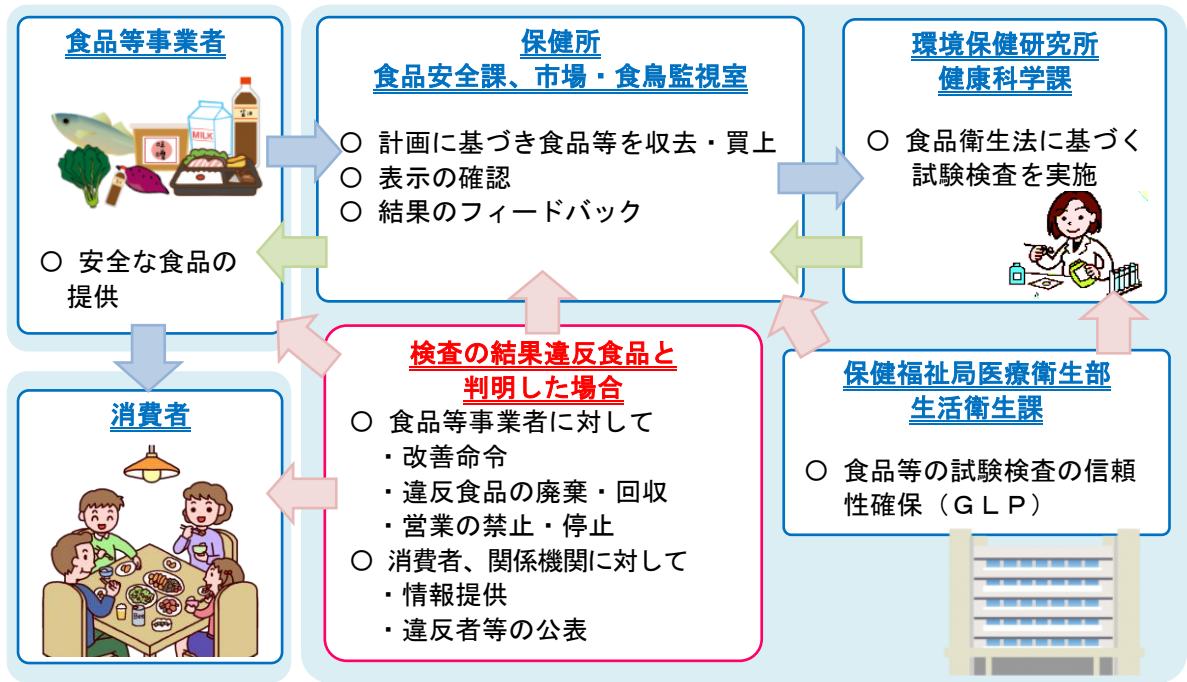 食品等事業者
MILK
味噌
醤油
○ 安全な食品の
提供
保健所
食品安全課、市場・食鳥監視室
○ 計画に基づき食品等を収去・買上
○ 表示の確認
○ 結果のフィードバック
環境保健研究所
健康科学課
○ 食品衛生法に基づく
試験検査を実施
消費者
検査の結果違反食品と
判明した場合
○ 食品等事業者に対して
・改善命令
・違反食品の廃棄・回収
・営業の禁止・停止
○ 消費者、関係機関に対して
・情報提供
・違反者等の公表
保健福祉局医療衛生部
生活衛生課
○ 食品等の試験検査の信頼
性確保（ＧＬＰ）